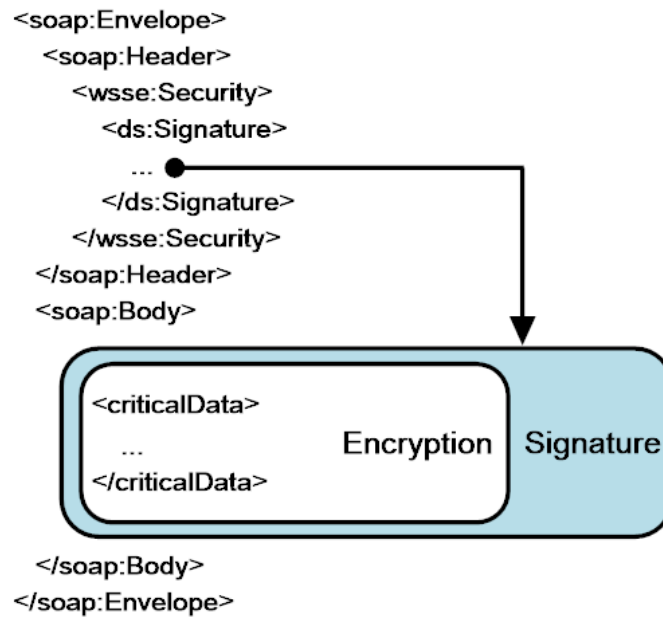 <soap:Envelope>
<soap:Header>
<wsse:Security>
<ds:Signature>
...
</ds:Signature>
</wsse:Security>
</soap:Header>
<soap:Body>
<criticalData>
...
Encryption Signature
</criticalData>
</soap:Body>
</soap:Envelope>